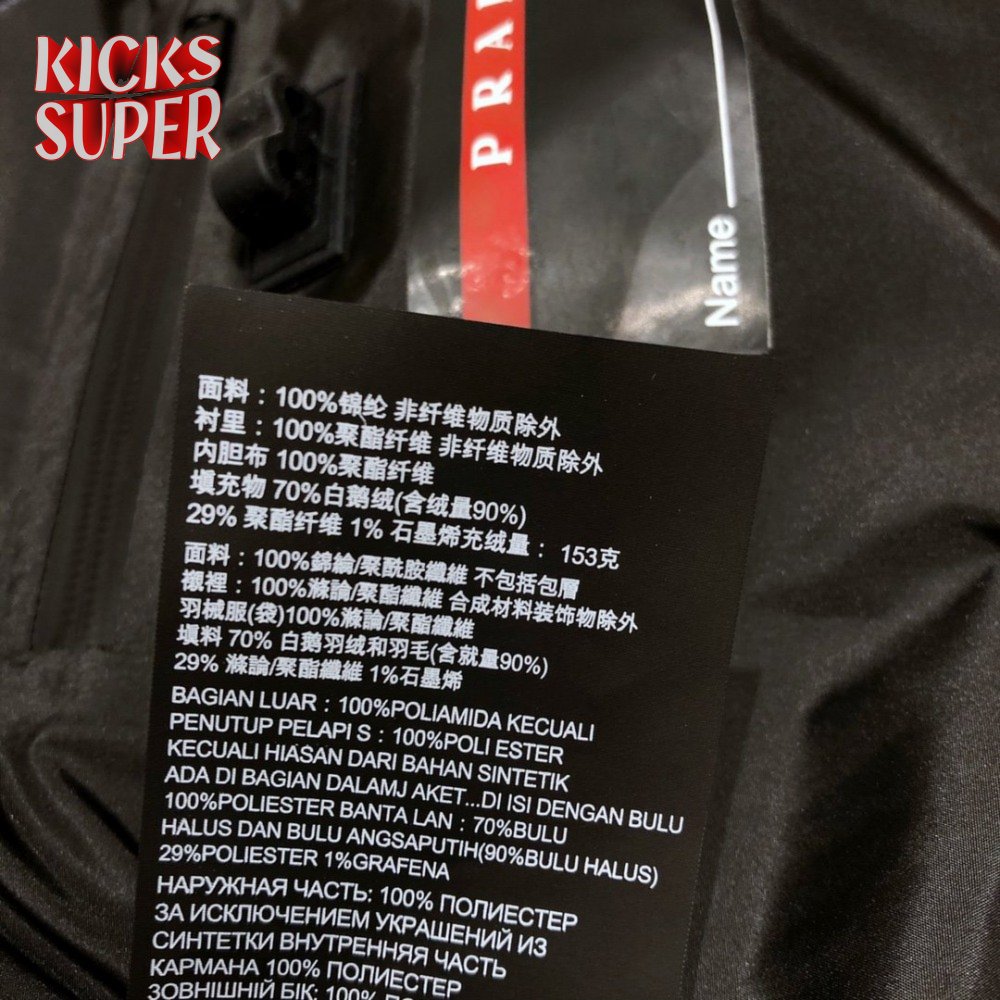 KICKS
SUPER
PRA
Name
面料：100%锦纶 非纤维物质除外
衬里：100%聚酯纤维 非纤维物质除外
内胆布 100%聚酯纤维
填充物 70%白鹅绒(含绒量90%)
29% 聚酯纤维 1% 石墨烯充绒量： 153克
面料：100%錦綸/聚酰胺纖維 不包括包層
襯裡：100%滌論/聚酯纖維 合成材料装饰物除外
羽械服(袋)100%滌論/聚酯纖維
填料 70% 白鹅羽绒和羽毛(含就量90%)
29% 滌論/聚酯纖維 1%石墨烯
BAGIAN LUAR : 100%POLIAMIDA KECUALI
PENUTUP PELAPI S : 100%POLI ESTER
KECUALI HIASAN DARI BAHAN SINTETIK
ADA DI BAGIAN DALAMJ AKET...DI ISI DENGAN BULU
100%POLIESTER BANTA LAN : 70%BULU
HALUS DAN BULU ANGSAPUTIH(90%BULU HALUS)
29%POLIESTER 1%GRAFENA
НАРУЖНАЯ ЧАСТЬ: 100% ПОЛИЕСТЕР
ЗА ИСКЛЮЧЕНИЕМ УКРАШЕНИЙ ИЗ
СИНТЕТКИ ВНУТРЕННЯЯ ЧАСТЬ
КАРМАНА 100% ПОЛИЕСТЕР
ЗОВНІШНІЙ БІК: 100%